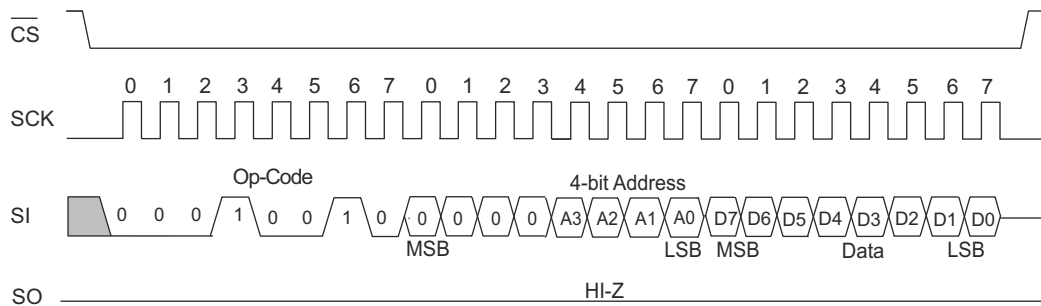 CS
0 1 2 3 4 5 6 7 0 1 2 3 4 5 6 7 0 1 2 3 4 5 6 7
SCK
Op-Code 4-bit Address
SI 0 0 0 1 0 0 1 0 0 0 0 0 A3 A2 A1 A0 D7 D6 D5 D4 D3 D2 D1 D0
MSB LSB MSB Data LSB
HI-Z
SO